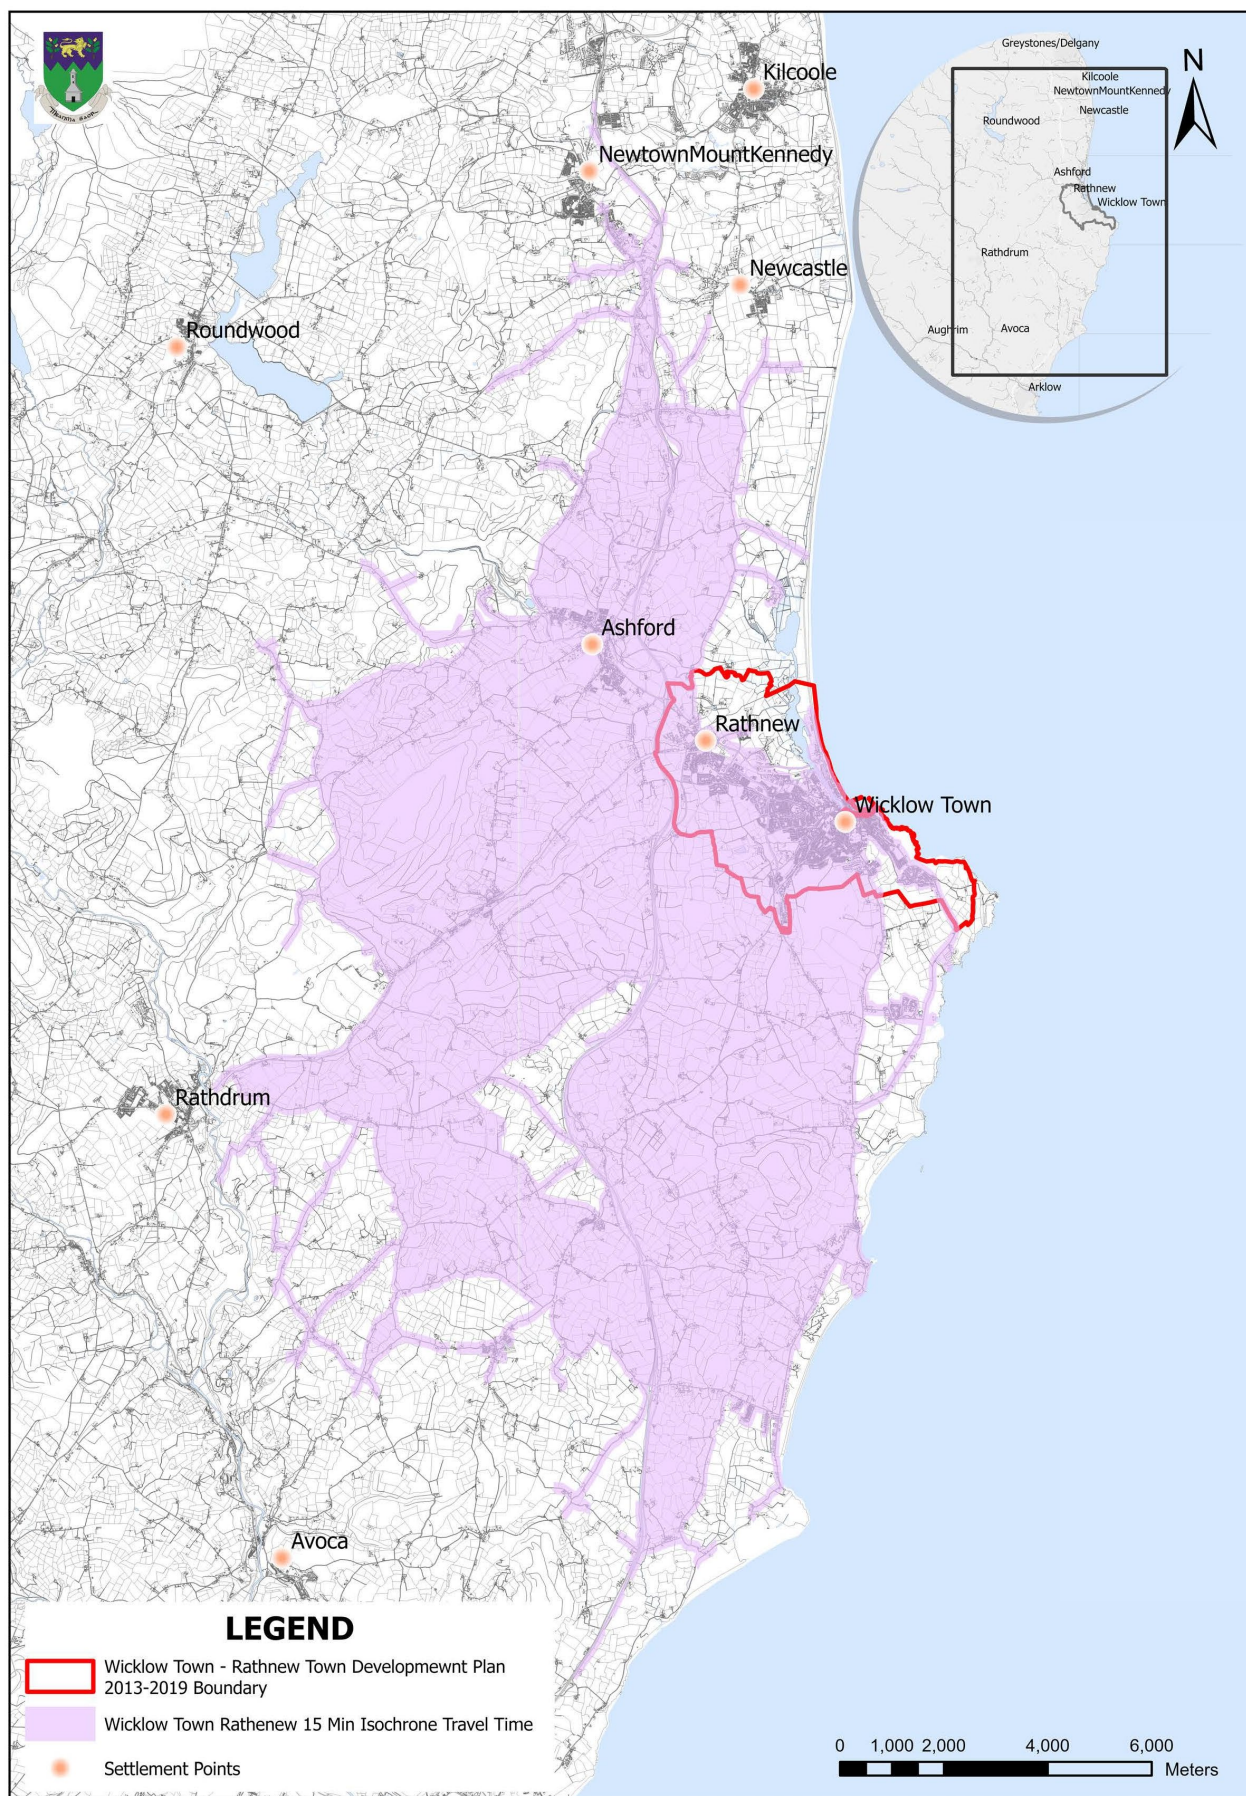 Greystones/Delgany
Kilcoole
NewtownMountKennedy
Newcastle
Roundwood
Ashford
Rathnew
Wicklow Town
Rathdrum
Aughrim
Avoca
Arklow
N
Kilcoole
NewtownMountKennedy
Newcastle
Roundwood
Ashford
Rathnew
Wicklow Town
Rathdrum
Avoca
LEGEND
Wicklow Town - Rathnew Town Developmewnt Plan
2013-2019 Boundary
Wicklow Town Rathenew 15 Min Isochrone Travel Time
Settlement Points
0 1,000 2,000 4,000 6,000
Meters